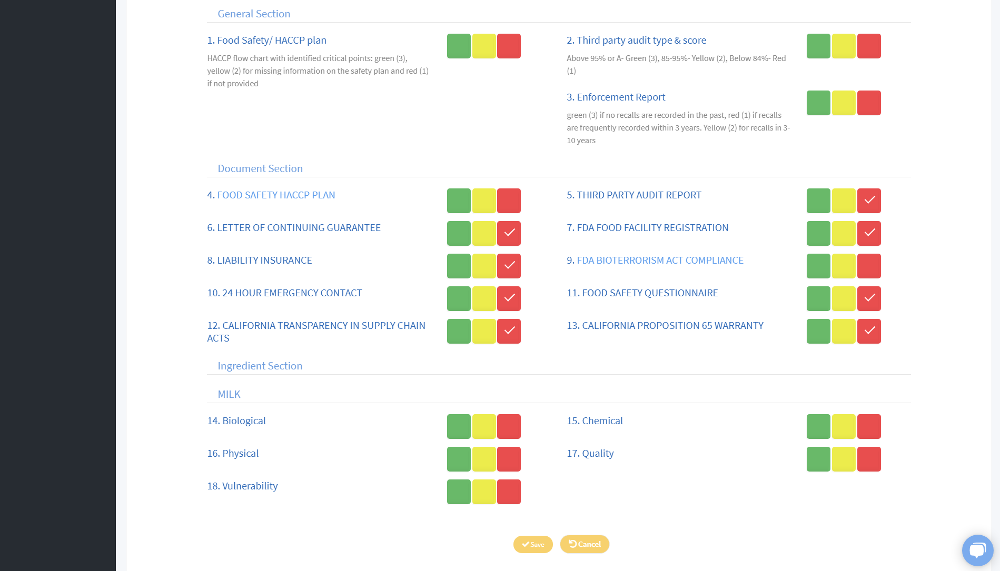 General Section
1. Food Safety/ HACCP plan
HACCP flow chart with identified critical points: green (3),
yellow (2) for missing information on the safety plan and red (1)
if not provided
2. Third party audit type & score
Above 95% or A- Green (3), 85-95%- Yellow (2), Below 84%- Red
(1)
3. Enforcement Report
green (3) if no recalls are recorded in the past, red (1) if recalls
are frequently recorded within 3 years. Yellow (2) for recalls in 3-
10 years
Document Section
4. FOOD SAFETY HACCP PLAN
5. THIRD PARTY AUDIT REPORT
6. LETTER OF CONTINUING GUARANTEE
7. FDA FOOD FACILITY REGISTRATION
8. LIABILITY INSURANCE
9. FDA BIOTERRORISM ACT COMPLIANCE
10. 24 HOUR EMERGENCY CONTACT
11. FOOD SAFETY QUESTIONNAIRE
12. CALIFORNIA TRANSPARENCY IN SUPPLY CHAIN
ACTS
13. CALIFORNIA PROPOSITION 65 WARRANTY
Ingredient Section
MILK
14. Biological
15. Chemical
16. Physical
17. Quality
18. Vulnerability
Save
Cancel